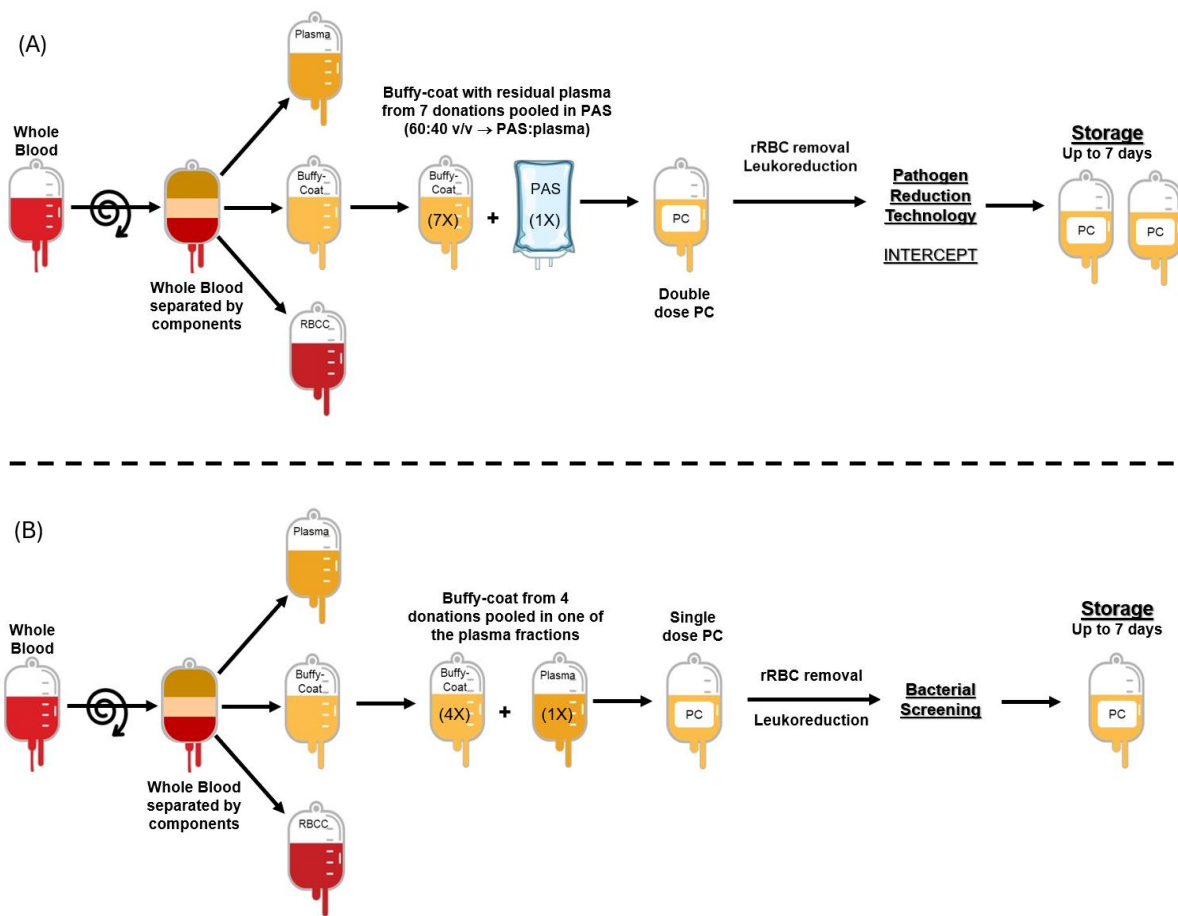 (A)
Plasma
Buffy-coat with residual plasma
from 7 donations pooled in PAS
(60:40 v/v → PAS:plasma)
Whole
Blood
rRBC removal
Leukoreduction
Storage
Up to 7 days
Buffy-
Coat
Buffy-
Coat
(7X)
+
PAS
(1X)
PC
Pathogen
Reduction
Technology
INTERCEPT
PC
PC
Whole Blood
separated by
components
Double
dose PC
RBCC
(B)
Plasma
Buffy-coat from 4
donations pooled in one of
the plasma fractions
Single
dose PC
Storage
Up to 7 days
Whole
Blood
Buffy-
Coat
Buffy-
Coat
(4X)
+
Plasma
(1X)
PC
rRBC removal
Leukoreduction
Bacterial
Screening
PC
Whole Blood
separated by
components
RBCC